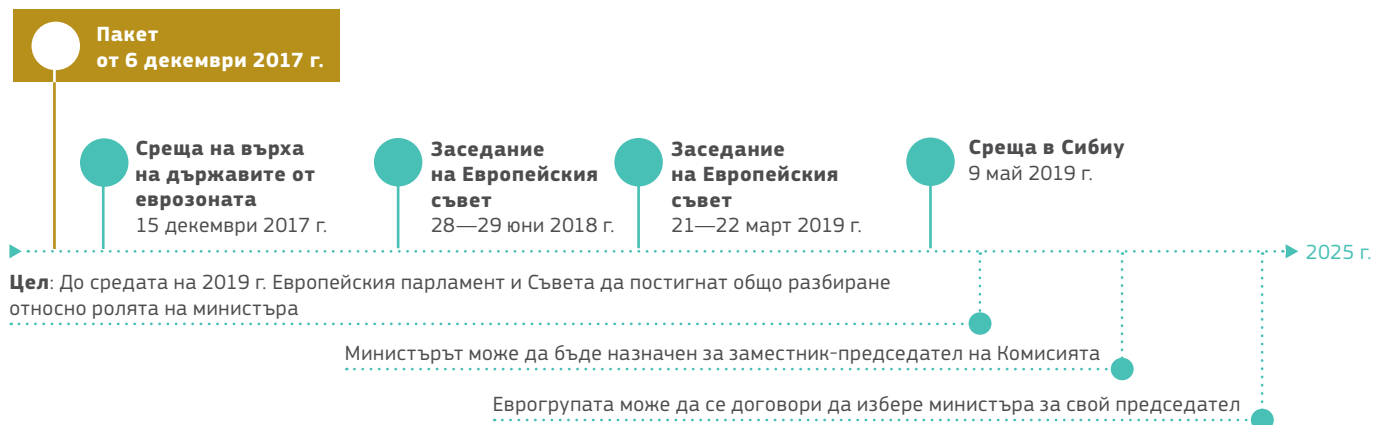 Пакет
от 6 декември 2017 г.
Среща на върха
на държавите от
еврозоната
15 декември 2017 г.
Заседание
на Европейския
съвет
28—29 юни 2018 г.
Заседание
на Европейския
съвет
21—22 март 2019 г.
Среща в Сибиу
9 май 2019 г.
2025 г.
Цел: До средата на 2019 г. Европейския парламент и Съвета да постигнат общо разбиране
относно ролята на министъра
Министърът може да бъде назначен за заместник-председател на Комисията
Еврогрупата може да се договори да избере министъра за свой председател